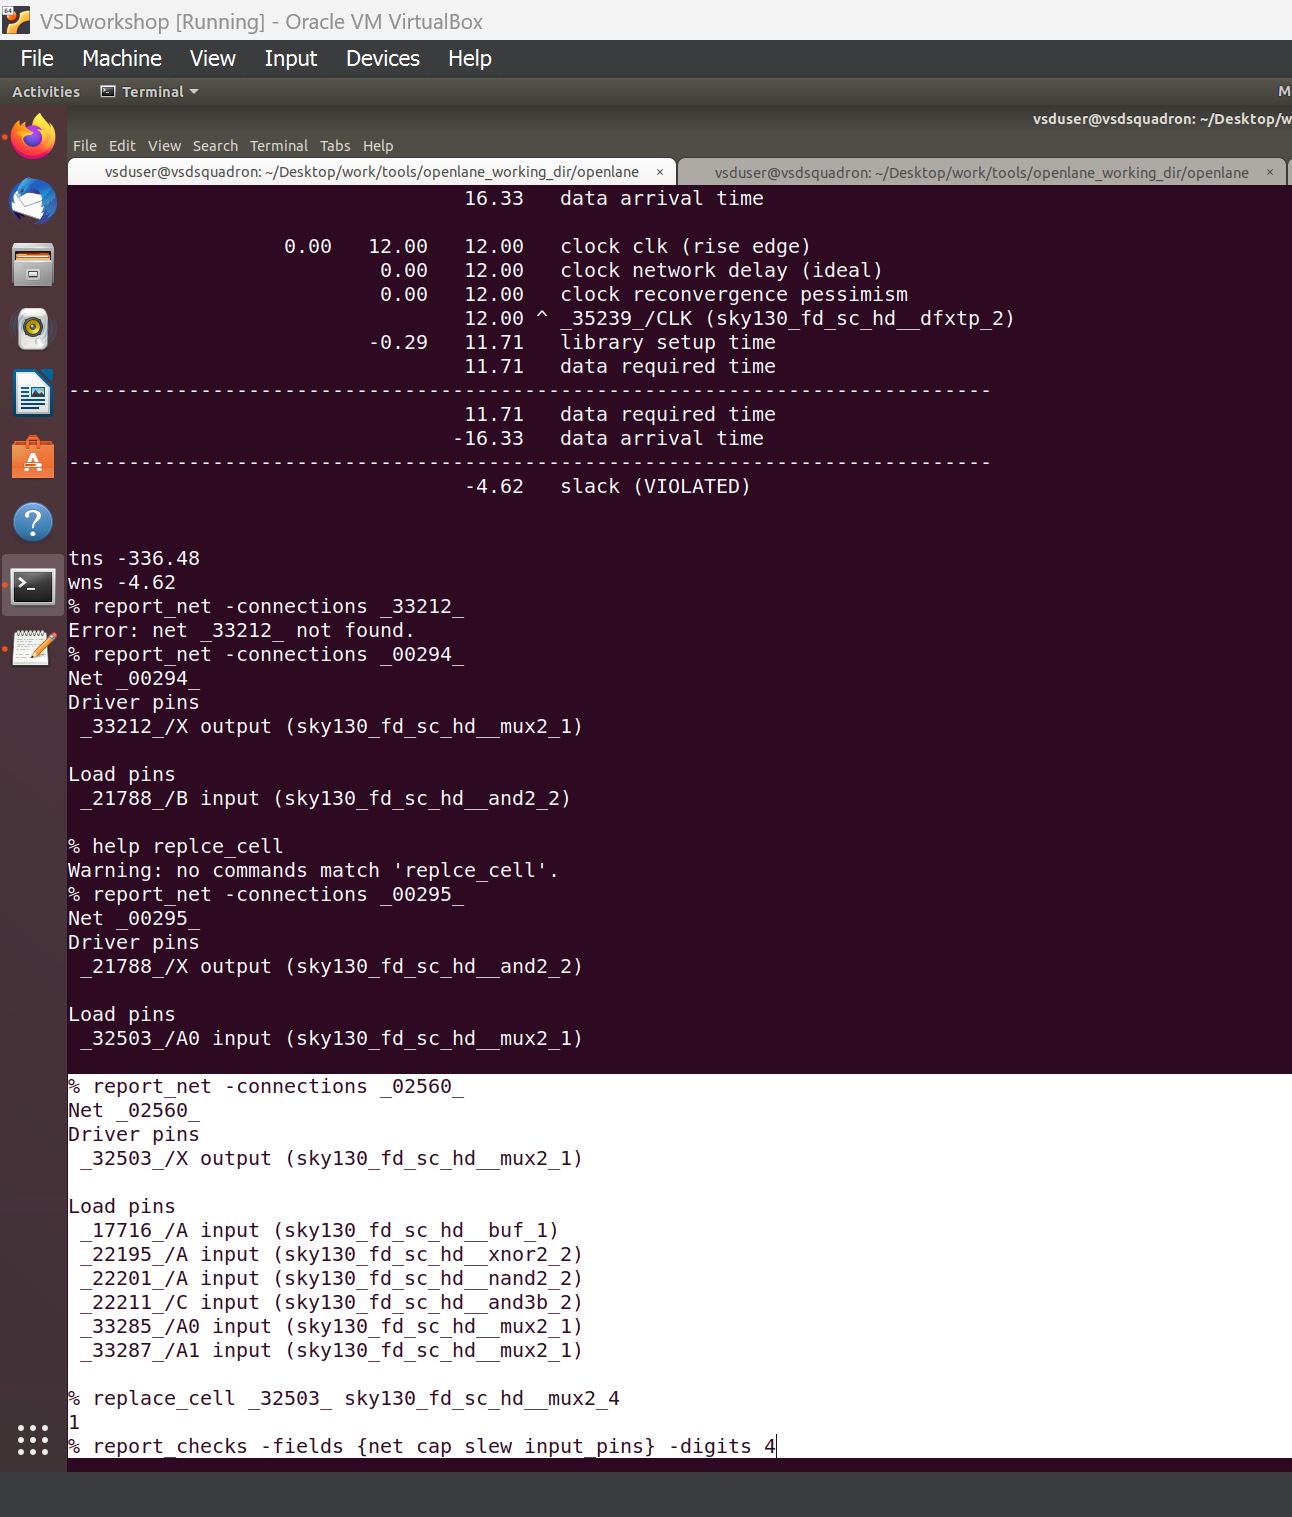 VSDworkshop [Running] - Oracle VM VirtualBox
File Machine View Input Devices Help
Activities Terminal M
vsduser@vsdsquadron: ~/Desktop/w
File Edit View Search Terminal Tabs Help
vsduser@vsdsquadron: ~/Desktop/work/tools/openlane_working_dir/openlane × vsduser@vsdsquadron: ~/Desktop/work/tools/openlane_working_dir/openlane ×
16.33 data arrival time
0.00 12.00 12.00 clock clk (rise edge)
0.00 12.00 clock network delay (ideal)
0.00 12.00 clock reconvergence pessimism
12.00 ^ _35239_/CLK (sky130_fd_sc_hd__dfxtp_2)
-0.29 11.71 library setup time
11.71 data required time
-----------------------------------------------------------------------------
11.71 data required time
-16.33 data arrival time
-----------------------------------------------------------------------------
-4.62 slack (VIOLATED)
tns -336.48
wns -4.62
% report_net -connections _33212_
Error: net _33212_ not found.
% report_net -connections _00294_
Net _00294_
Driver pins
_33212_/X output (sky130_fd_sc_hd__mux2_1)
Load pins
_21788_/B input (sky130_fd_sc_hd__and2_2)
% help replce_cell
Warning: no commands match 'replce_cell'.
% report_net -connections _00295_
Net _00295_
Driver pins
_21788_/X output (sky130_fd_sc_hd__and2_2)
Load pins
_32503_/A0 input (sky130_fd_sc_hd__mux2_1)
% report_net -connections _02560_
Net _02560_
Driver pins
_32503_/X output (sky130_fd_sc_hd__mux2_1)
Load pins
_17716_/A input (sky130_fd_sc_hd__buf_1)
_22195_/A input (sky130_fd_sc_hd__xnor2_2)
_22201_/A input (sky130_fd_sc_hd__nand2_2)
_22211_/C input (sky130_fd_sc_hd__and3b_2)
_33285_/A0 input (sky130_fd_sc_hd__mux2_1)
_33287_/A1 input (sky130_fd_sc_hd__mux2_1)
% replace_cell _32503_ sky130_fd_sc_hd__mux2_4
1
% report_checks -fields {net cap slew input_pins} -digits 4